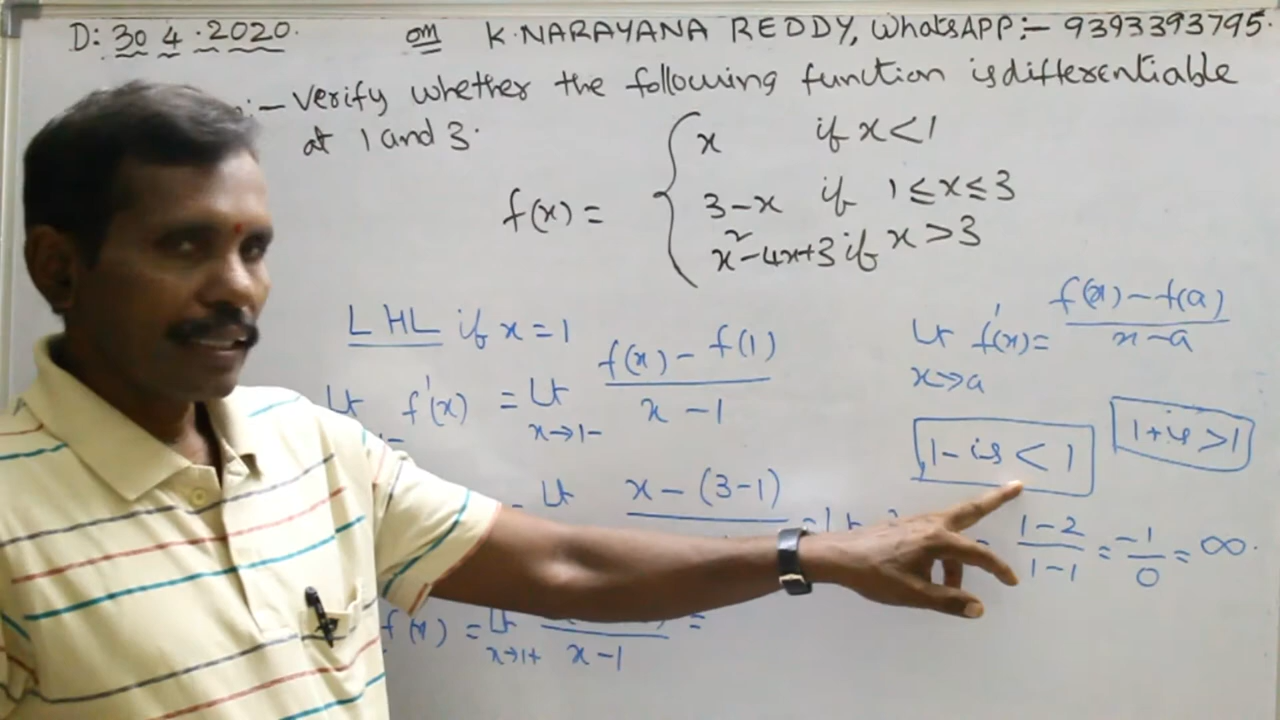 D: 30 4.2020. om K.NARAYANA REDDY, WhatsAPP:- 9393393795.
:- Verify whether the following function is differentiable
at 1 and 3.
f(x) = { x if x < 1
3-x if 1 ≤ x ≤ 3
x²-4x+3 if x > 3
LHL if x = 1
Lt f'(x) = Lt f(x) - f(1) / x - 1
x→1-
Lt x - (3-1)
Lt f'(x) = f(x) - f(a) / x - a
x→a
1- is < 1
1+ is > 1
= 1-2 / 1-1 = -1 / 0 = ∞.
f(x) = Lt / x-1 =
x→1+